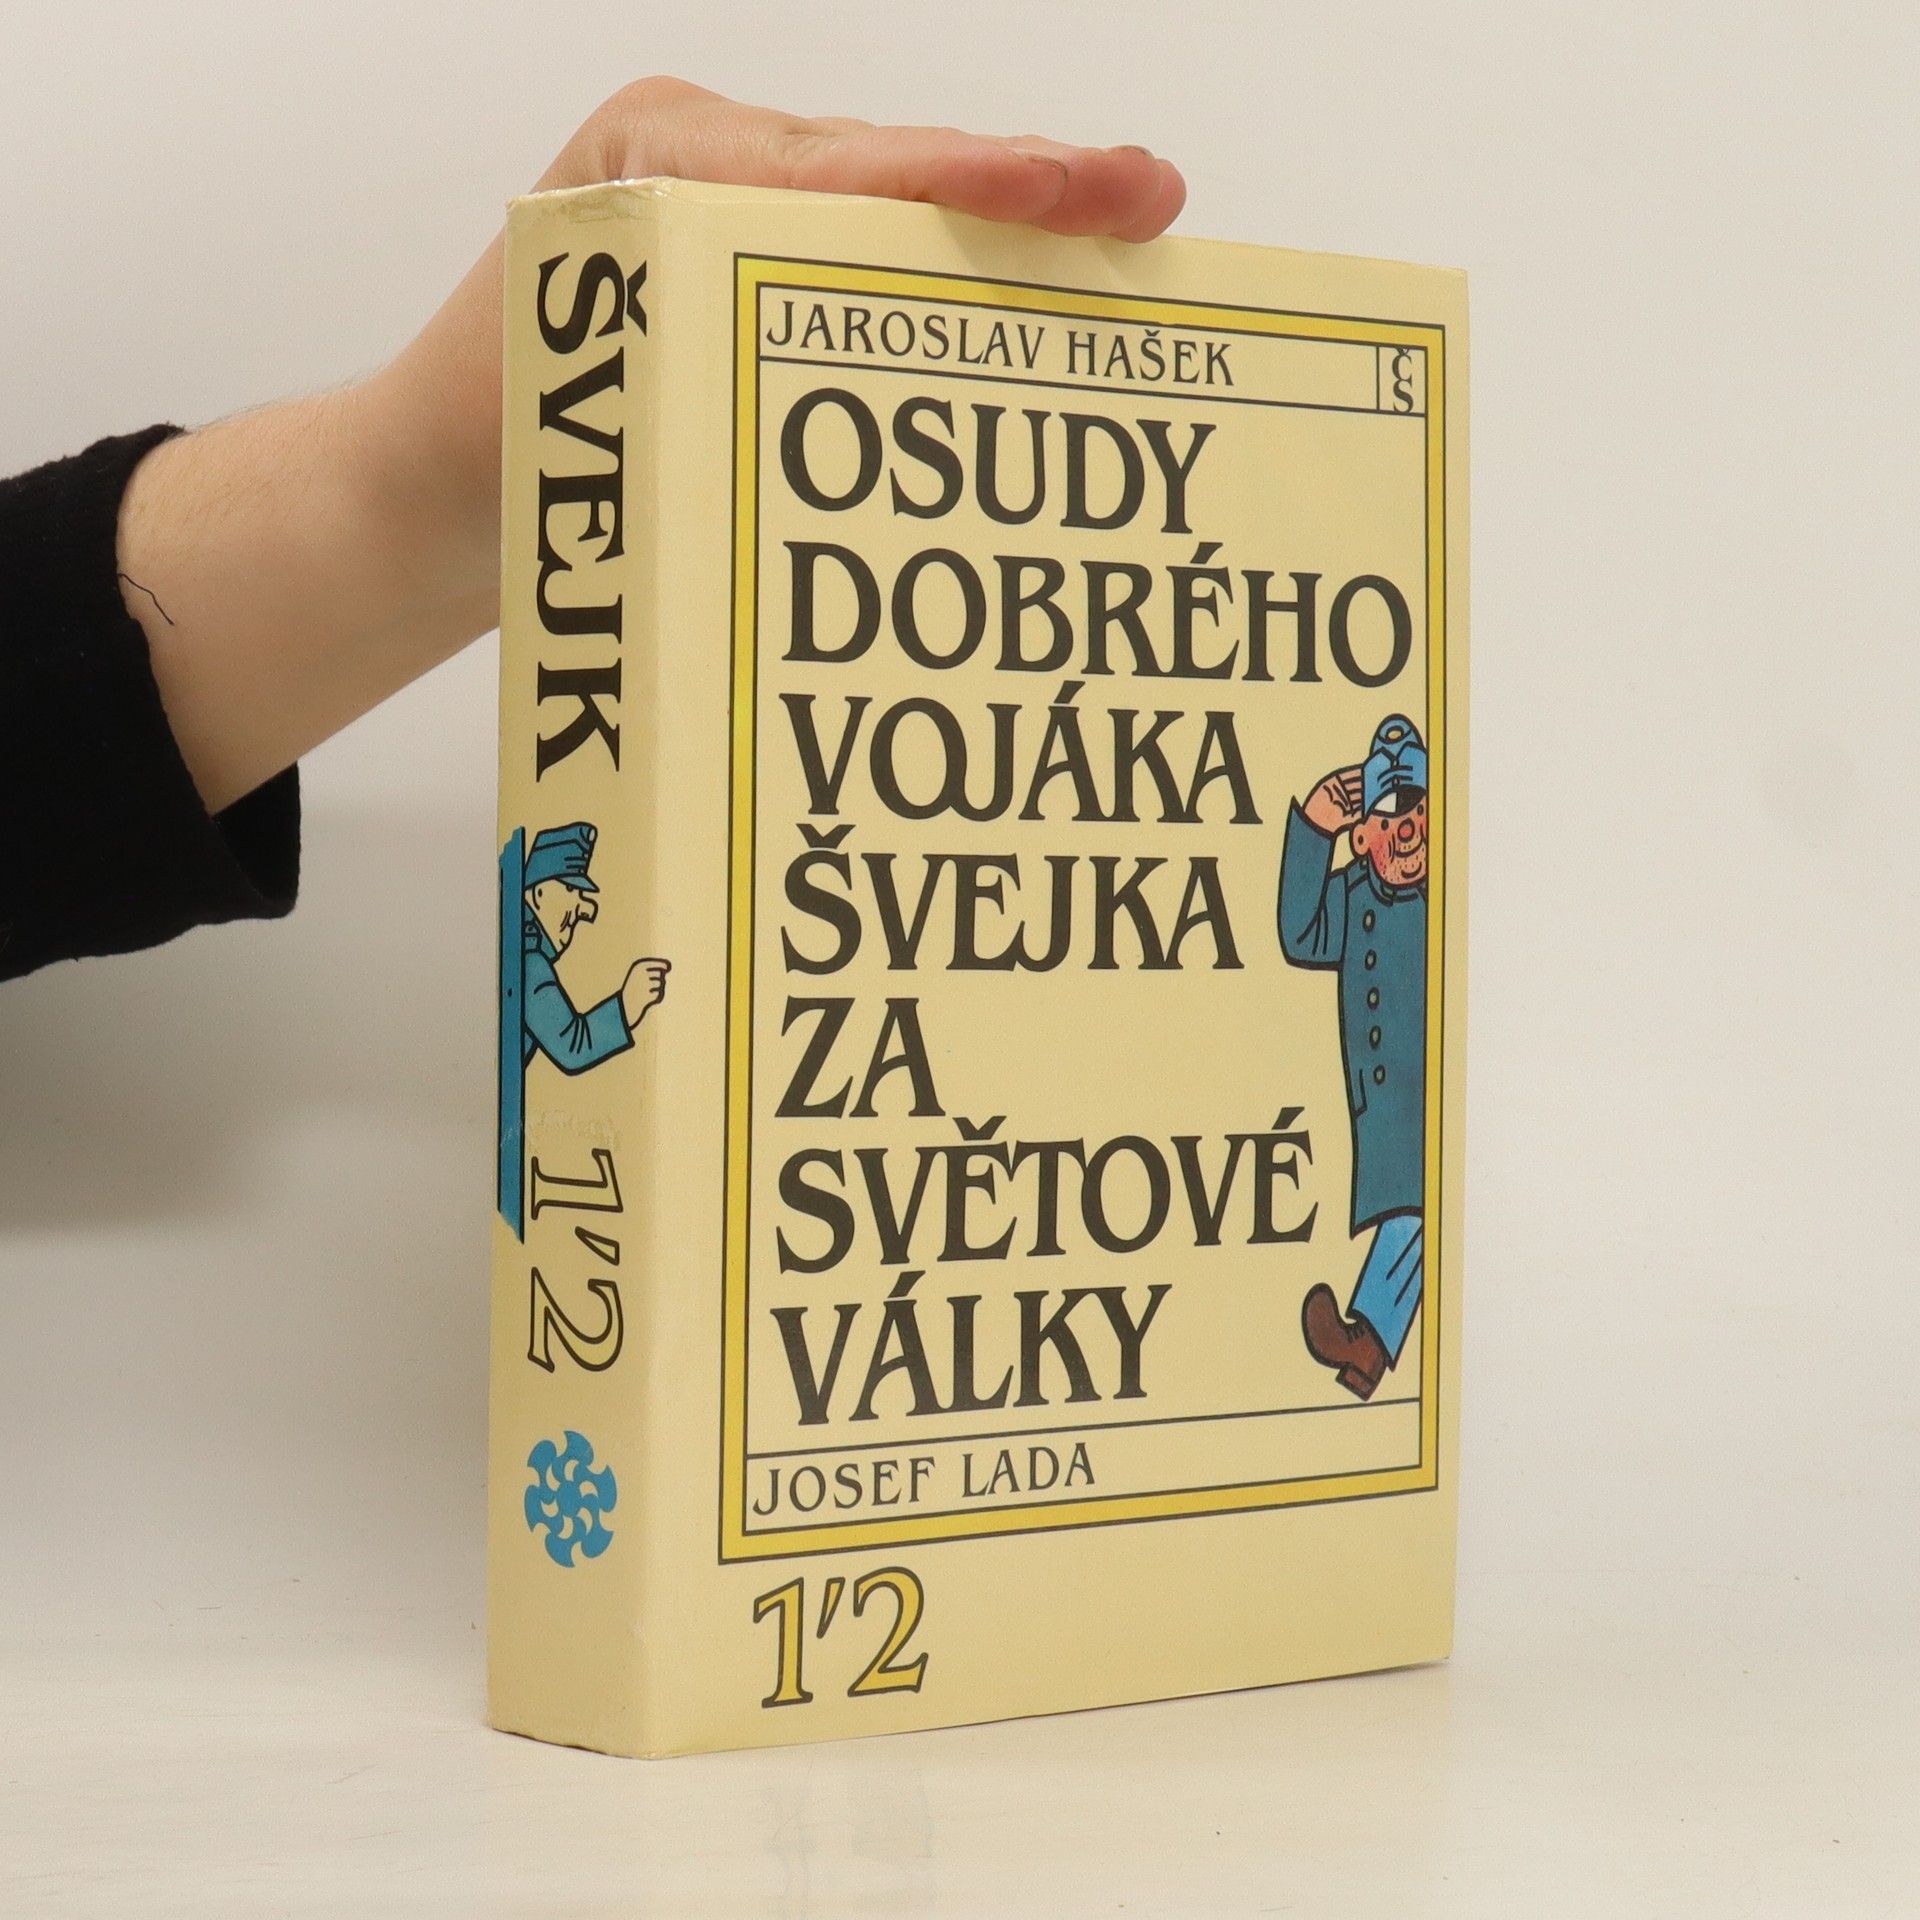 ŠVEJK 1'2
JAROSLAV HAŠEK
ČS
OSUDY
DOBRÉHO
VOJÁKA
ŠVEJKA
ZA
SVĚTOVÉ
VÁLKY
JOSEF LADA
1'2